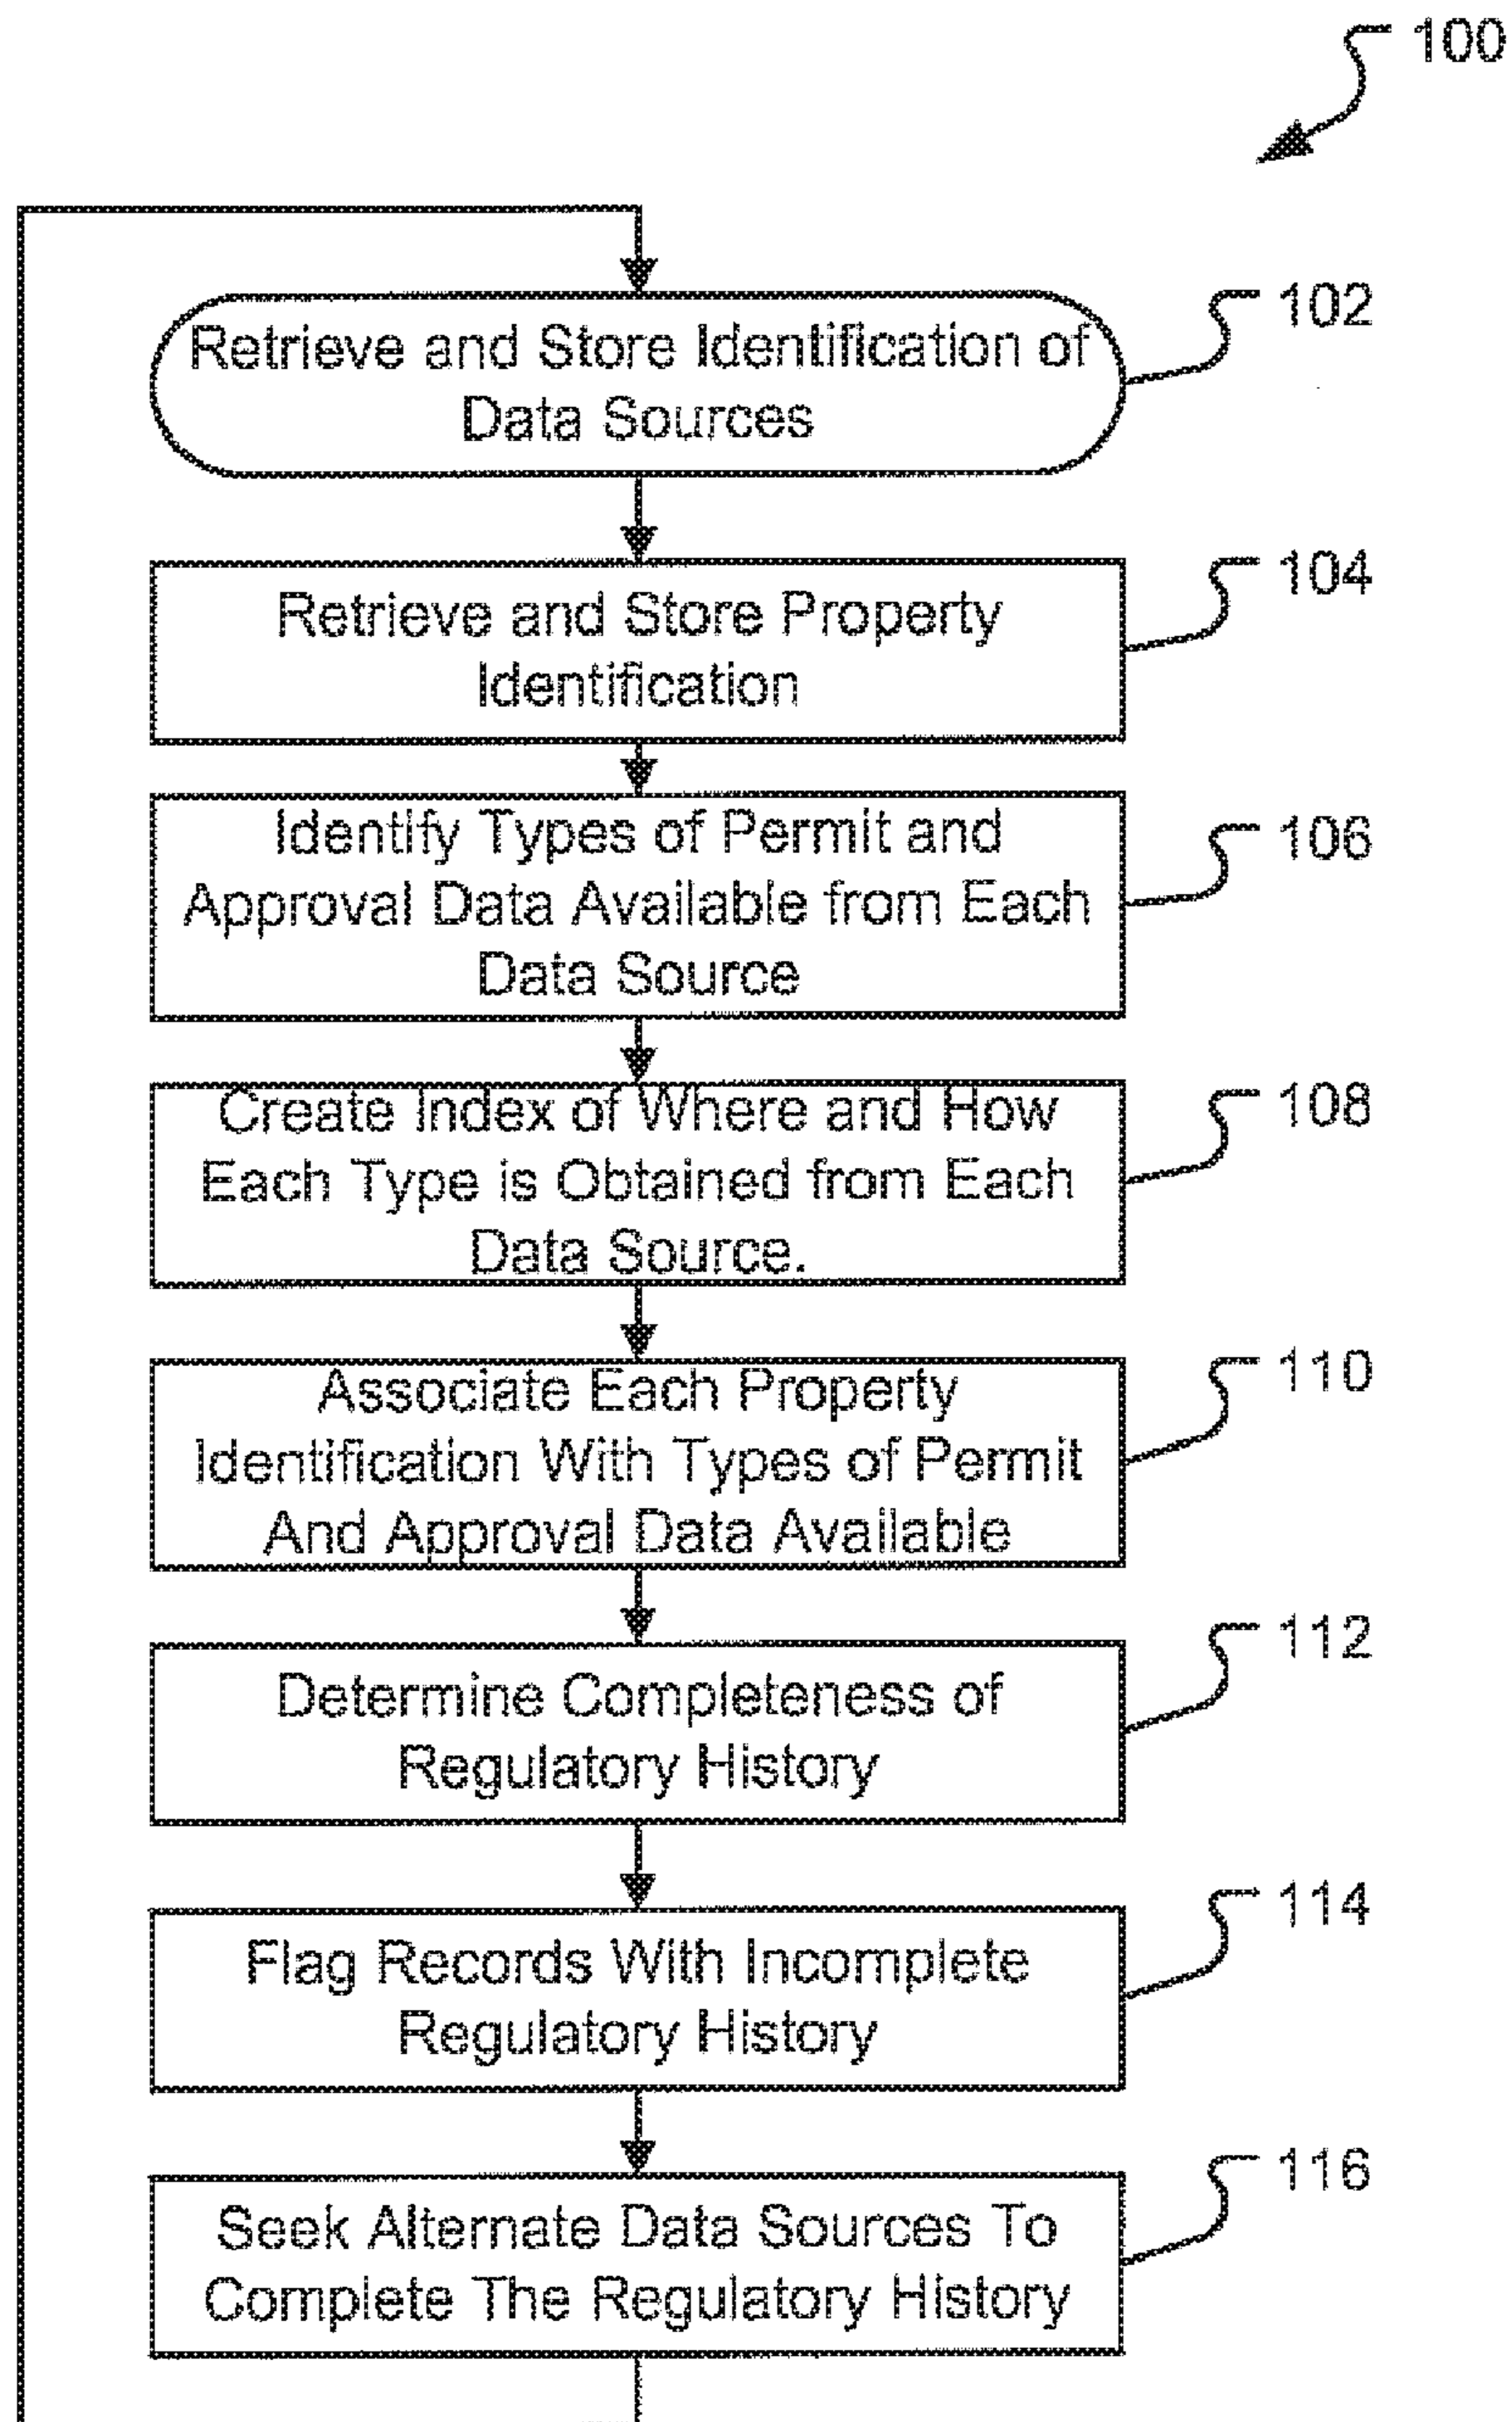 100
Retrieve and Store Identification of
Data Sources
102
Retrieve and Store Property
Identification
104
Identify Types of Permit and
Approval Data Available from Each
Data Source
106
Create Index of Where and How
Each Type is Obtained from Each
Data Source.
108
Associate Each Property
Identification With Types of Permit
And Approval Data Available
110
Determine Completeness of
Regulatory History
112
Flag Records With Incomplete
Regulatory History
114
Seek Alternate Data Sources To
Complete The Regulatory History
116